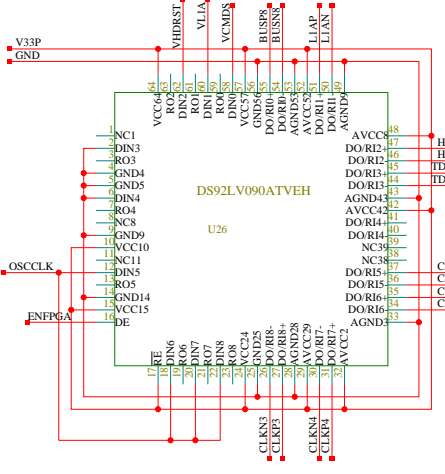 VHDRST
VL1A
VCMDS
BUSP8
BUSN8
L1AP
L1AN
V33P
GND
64 63 62 61 60 59 58 57 56 55 54 53 52 51 50 49
VCC64
RO2
DIN2
RO1
DIN1
RO0
DIN0
VCC57
GND56
DO/RI0+
DO/RI0-
AGND53
AVCC52
DO/RI1+
DO/RI1-
AGND9
1 NC1
2 DIN3
3 RO3
4 GND4
5 GND5
6 DIN4
7 RO4
8 NC8
9 GND9
10 VCC10
11 NC11
12 DIN5
13 RO5
14 GND14
15 VCC15
16 DE
DS92LV090ATVEH
U26
AVCC8 48
DO/RI2+ 47
DO/RI2- 46
DO/RI3+ 45
DO/RI3- 44
AGND43 43
AVCC42 42
DO/RI4+ 41
DO/RI4- 40
NC39 39
NC38 38
DO/RI5+ 37
DO/RI5- 36
DO/RI6+ 35
DO/RI6- 34
AGND3 33
H
H
TD
TD
C
C
C
C
OSCCLK
ENFPGA
RE
DIN6
RO6
DIN7
RO7
DIN8
RO8
VCC24
GND25
DO/RI8-
DO/RI8+
AGND28
AVCC29
DO/RI7-
DO/RI7+
AVCC2
17 18 19 20 21 22 23 24 25 26 27 28 29 30 31 32
CLKN3
CLKP3
CLKN4
CLKP4